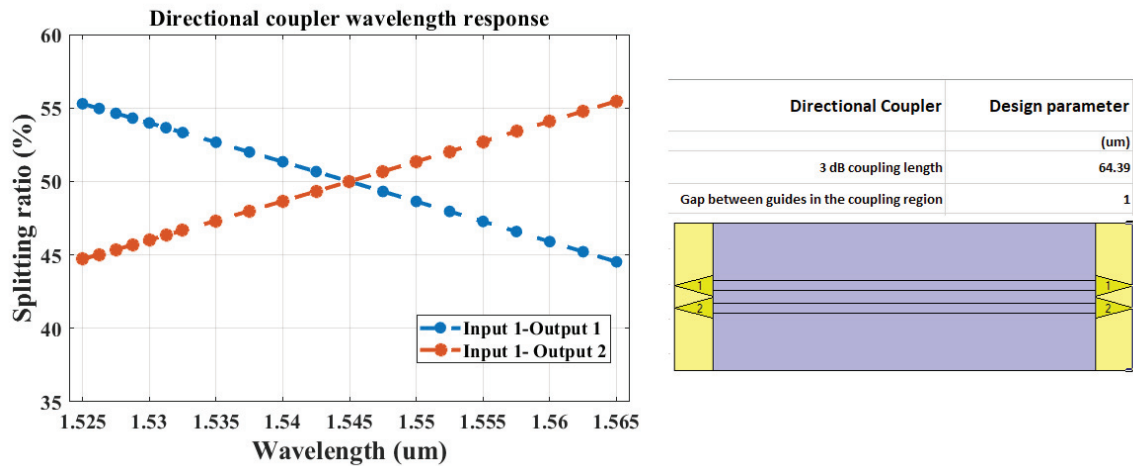 Directional coupler wavelength response
60
55
50
45
40
35
Splitting ratio (%)
Input 1-Output 1
Input 1- Output 2
1.525 1.53 1.535 1.54 1.545 1.55 1.555 1.56 1.565
Wavelength (um)
Directional Coupler Design parameter
(um)
3 dB coupling length 64.39
Gap between guides in the coupling region 1
1 1
2 2